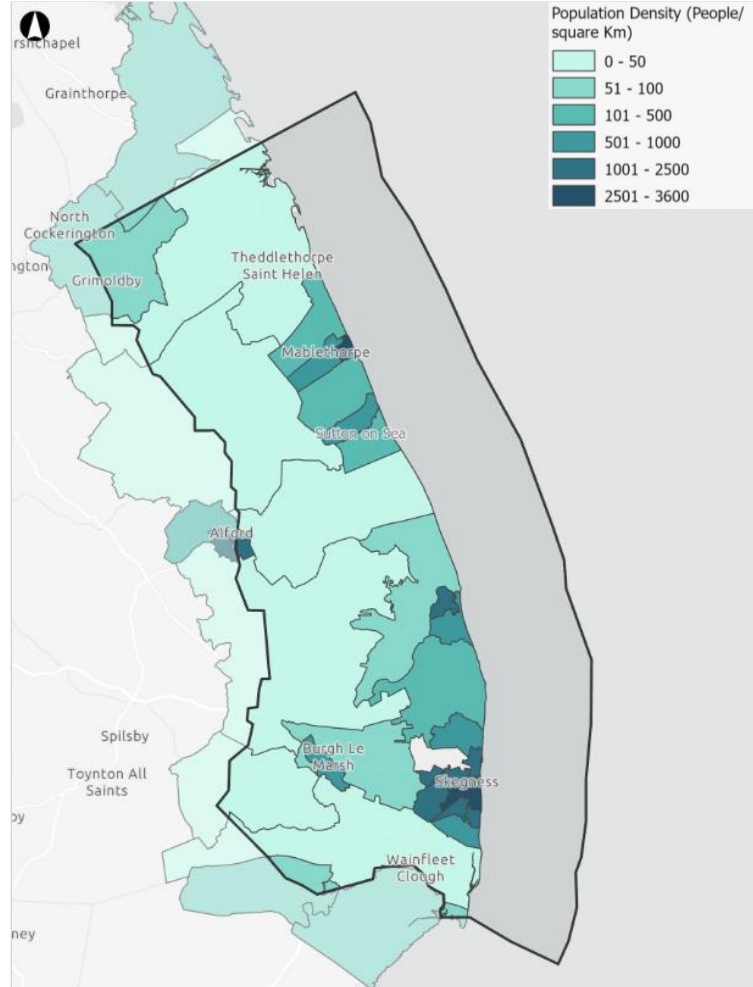 Population Density (People/
square Km)
0 - 50
51 - 100
101 - 500
501 - 1000
1001 - 2500
2501 - 3600
rshchapel
Grainthorpe
North
Cockerington
ngton
Grimoldby
Theddlethorpe
Saint Helen
Mablethorpe
Sutton on Sea
Alford
Spilsby
Burgh Le
Marsh
Toynton All
Saints
Skegness
by
Wainfleet
Clough
ney